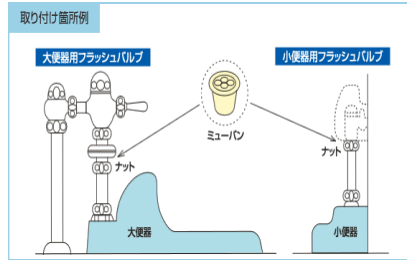 取り付け箇所例
大便器用フラッシュバルブ
小便器用フラッシュバルブ
ミューパン
ナット
ナット
大便器
小便器